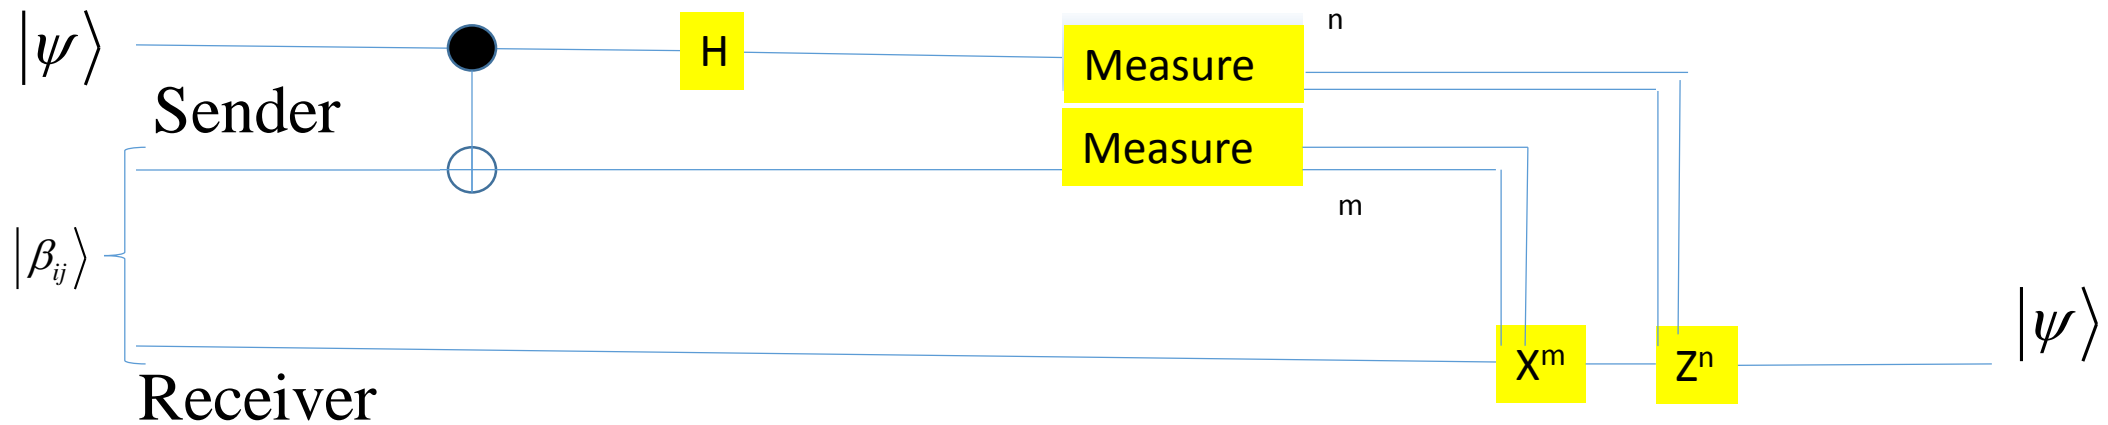 |ψ⟩
H
Measure
n
Sender
Measure
m
|β_ij⟩
|ψ⟩
X^m
Z^n
Receiver